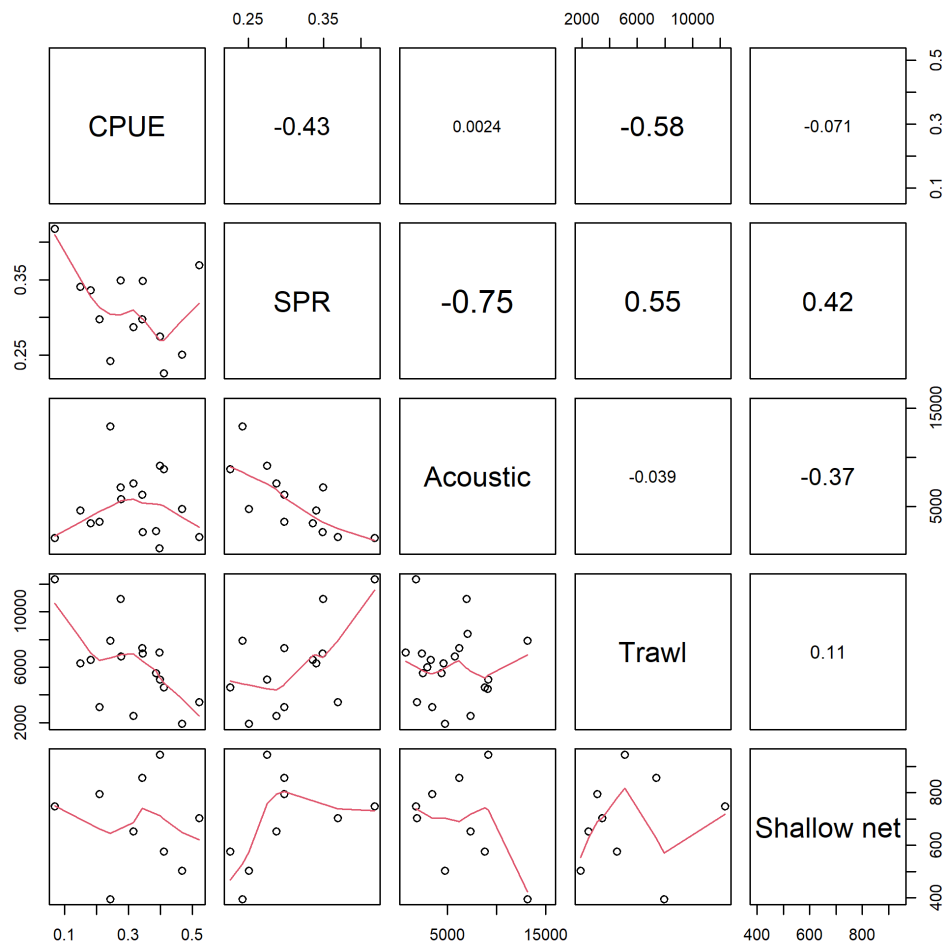 0.25 0.35 2000 6000 10000
CPUE -0.43 0.0024 -0.58 -0.071 0.1 0.3 0.5
0.25 0.35 SPR -0.75 0.55 0.42
Acoustic -0.039 -0.37 5000 15000
2000 6000 10000 Trawl 0.11
Shallow net 400 600 800
0.1 0.3 0.5 5000 15000 400 600 800